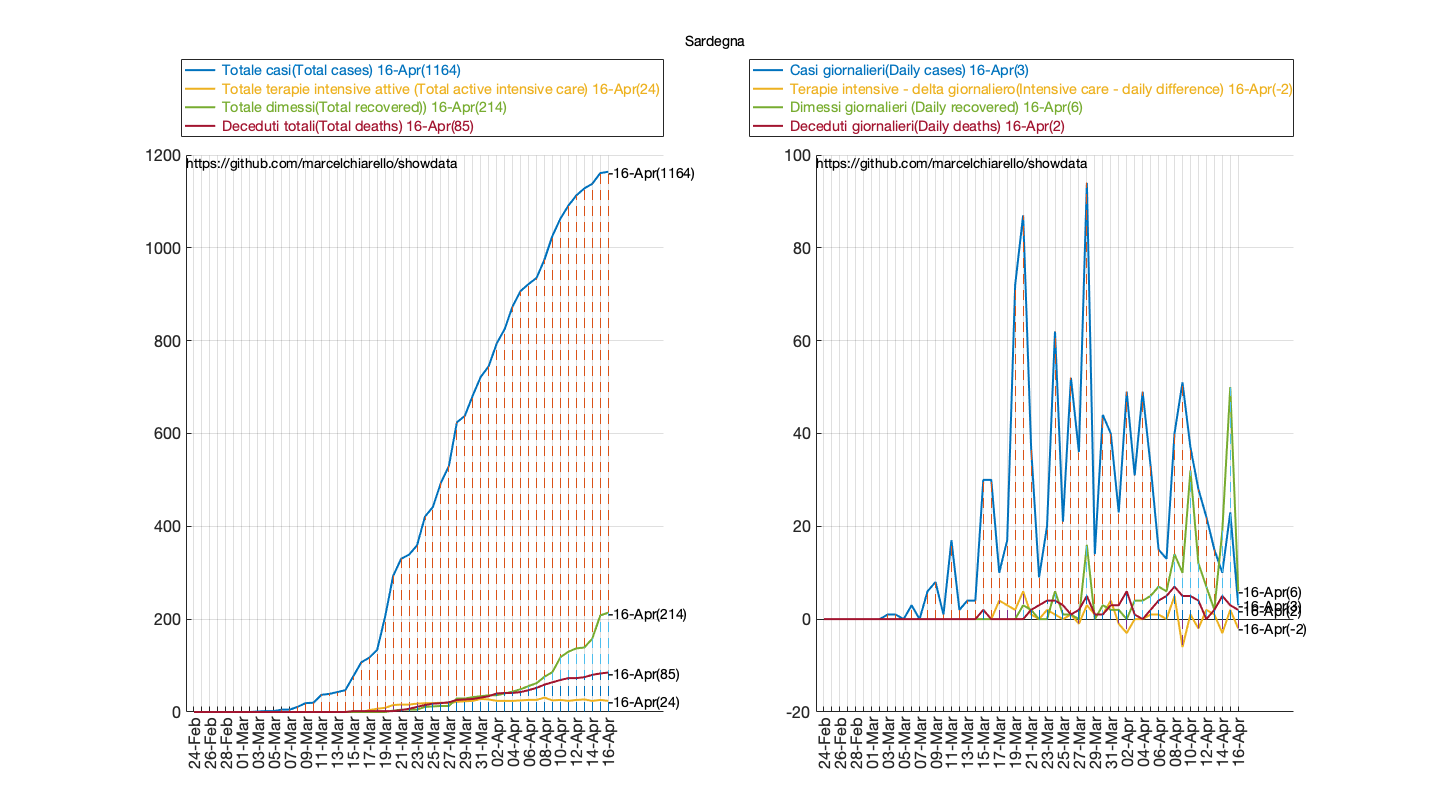 Sardegna
Totale casi(Total cases) 16-Apr(1164)
Totale terapie intensive attive (Total active intensive care) 16-Apr(24)
Totale dimessi(Total recovered)) 16-Apr(214)
Deceduti totali(Total deaths) 16-Apr(85)
1200
https://github.com/marcelchiarello/showdata
-16-Apr(1164)
1000
800
600
400
200
-16-Apr(214)
-16-Apr(85)
-16-Apr(24)
0
24-Feb
26-Feb
28-Feb
01-Mar
03-Mar
05-Mar
07-Mar
09-Mar
11-Mar
13-Mar
15-Mar
17-Mar
19-Mar
21-Mar
23-Mar
25-Mar
27-Mar
29-Mar
31-Mar
02-Apr
04-Apr
06-Apr
08-Apr
10-Apr
12-Apr
14-Apr
16-Apr
Casi giornalieri(Daily cases) 16-Apr(3)
Terapie intensive - delta giornaliero(Intensive care - daily difference) 16-Apr(-2)
Dimessi giornalieri (Daily recovered) 16-Apr(6)
Deceduti giornalieri(Daily deaths) 16-Apr(2)
100
https://github.com/marcelchiarello/showdata
80
60
40
20
-16-Apr(6)
-16-Apr(3)
-16-Apr(2)
0
-16-Apr(-2)
-20
24-Feb
26-Feb
28-Feb
01-Mar
03-Mar
05-Mar
07-Mar
09-Mar
11-Mar
13-Mar
15-Mar
17-Mar
19-Mar
21-Mar
23-Mar
25-Mar
27-Mar
29-Mar
31-Mar
02-Apr
04-Apr
06-Apr
08-Apr
10-Apr
12-Apr
14-Apr
16-Apr